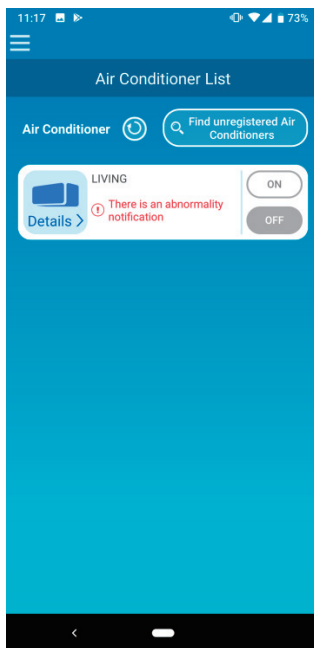 11:17 73%
Air Conditioner List
Air Conditioner
Find unregistered Air
Conditioners
LIVING
There is an abnormality
notification
Details
ON
OFF